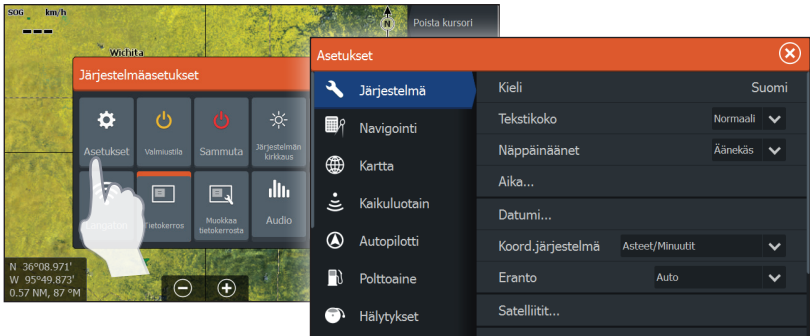 SOG km/h
---
Wichita
N
Poista kursori
Järjestelmäasetukset
Asetukset
Valmiustila
Sammuta
Järjestelmän
kirkkaus
Tietokerros
Muokkaa
tietokerrosta
Audio
N 36°08.971'
W 95°49.873'
0.57 NM, 87 °M
Asetukset
Järjestelmä
Navigointi
Kartta
Kaikuluotain
Autopilotti
Polttoaine
Hälytykset
Kieli Suomi
Tekstikoko Normaali
Näppäinäänet Äänekäs
Aika...
Datumi...
Koord.järjestelmä Asteet/Minuutit
Eranto Auto
Satelliitit...